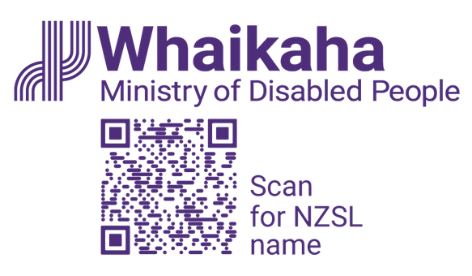 Whaikaha
Ministry of Disabled People
Scan
for NZSL
name